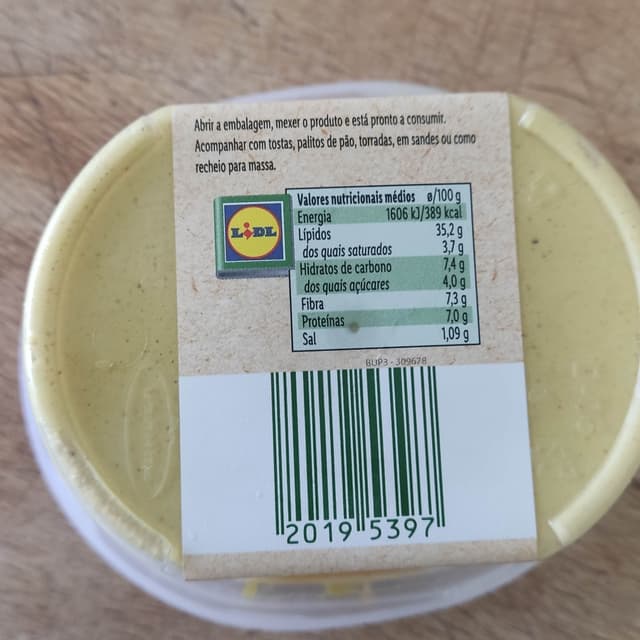 Abrir a embalagem, mexer o produto e está pronto a consumir.
Acompanhar com tostas, palitos de pão, torradas, em sandes ou como
recheio para massa.
LIDL
Valores nutricionais médios ø/100 g
Energia 1606 kJ/389 kcal
Lípidos 35,2 g
dos quais saturados 3,7 g
Hidratos de carbono 7,4 g
dos quais açúcares 4,0 g
Fibra 7,3 g
Proteínas 7,0 g
Sal 1,09 g
BUP3 - 309678
2019 5397